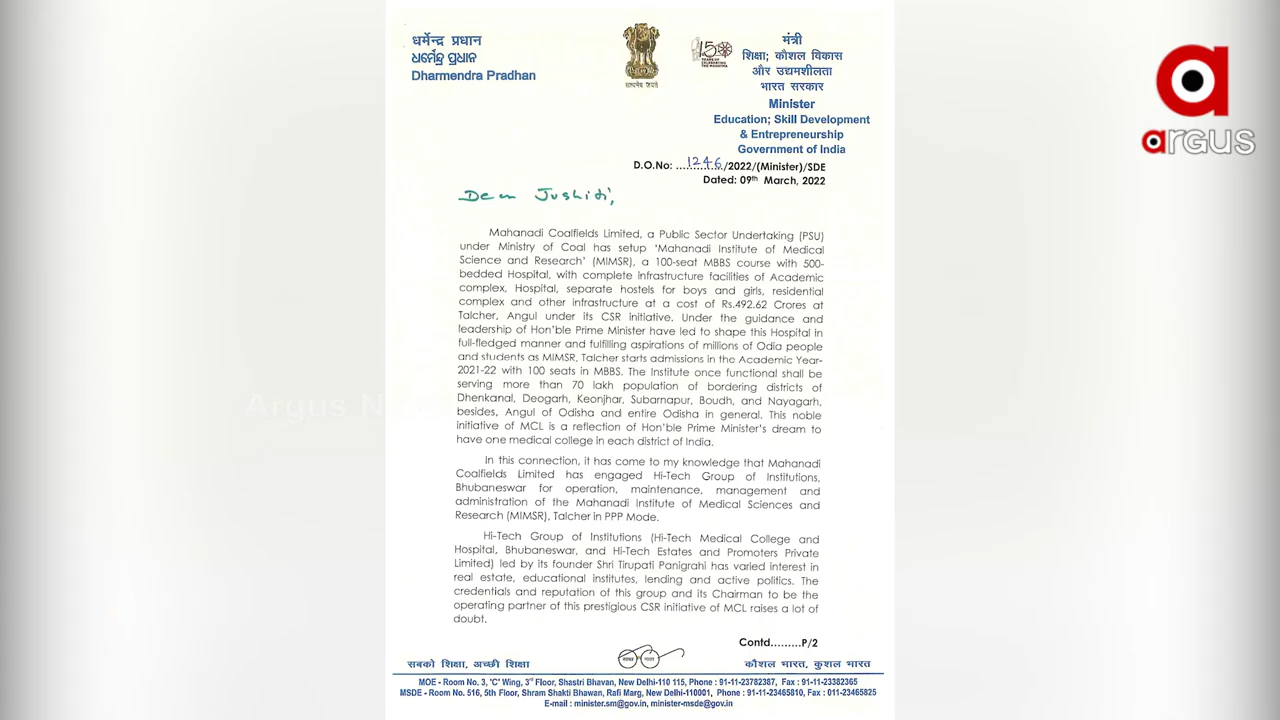 धर्मेन्द्र प्रधान
ଧର୍ମେନ୍ଦ୍ର ପ୍ରଧାନ
Dharmendra Pradhan
सत्यमेव जयते
150
YEARS OF
CELEBRATING
THE MAHATMA
मंत्री
शिक्षा; कौशल विकास
और उद्यमशीलता
भारत सरकार
Minister
Education; Skill Development
& Entrepreneurship
Government of India
D.O.No: ....1246..../2022/(Minister)/SDE
Dated: 09th March, 2022
argus
Dear
Mahanadi Coalfields Limited, a Public Sector Undertaking (PSU)
under Ministry of Coal has setup 'Mahanadi Institute of Medical
Science and Research' (MIMSR), a 100-seat MBBS course with 500-
bedded Hospital, with complete infrastructure facilities of Academic
complex, Hospital, separate hostels for boys and girls, residential
complex and other infrastructure at a cost of Rs.492.62 Crores at
Talcher, Angul under its CSR initiative. Under the guidance and
leadership of Hon'ble Prime Minister have led to shape this Hospital in
full-fledged manner and fulfilling aspirations of millions of Odia people
and students as MIMSR, Talcher starts admissions in the Academic Year-
2021-22 with 100 seats in MBBS. The Institute once functional shall be
serving more than 70 lakh population of bordering districts of
Dhenkanal, Deogarh, Keonjhar, Subarnapur, Boudh, and Nayagarh,
besides, Angul of Odisha and entire Odisha in general. This noble
initiative of MCL is a reflection of Hon'ble Prime Minister's dream to
have one medical college in each district of India.
In this connection, it has come to my knowledge that Mahanadi
Coalfields Limited has engaged Hi-Tech Group of Institutions,
Bhubaneswar for operation, maintenance, management and
administration of the Mahanadi Institute of Medical Sciences and
Research (MIMSR), Talcher in PPP Mode.
Hi-Tech Group of Institutions (Hi-Tech Medical College and
Hospital, Bhubaneswar, and Hi-Tech Estates and Promoters Private
Limited) led by its founder Shri Tirupati Panigrahi has varied interest in
real estate, educational institutes, lending and active politics. The
credentials and reputation of this group and its Chairman to be the
operating partner of this prestigious CSR initiative of MCL raises a lot of
doubt.
Contd.........P/2
Argus N
सबको शिक्षा, अच्छी शिक्षा
स्वच्छ भारत
कौशल भारत, कुशल भारत
MOE - Room No. 3, 'C' Wing, 3rd Floor, Shastri Bhavan, New Delhi-110 115, Phone : 91-11-23782387, Fax : 91-11-23382365
MSDE - Room No. 516, 5th Floor, Shram Shakti Bhawan, Rafi Marg, New Delhi-110001, Phone : 91-11-23465810, Fax : 011-23465825
E-mail : minister.sm@gov.in, minister-msde@gov.in